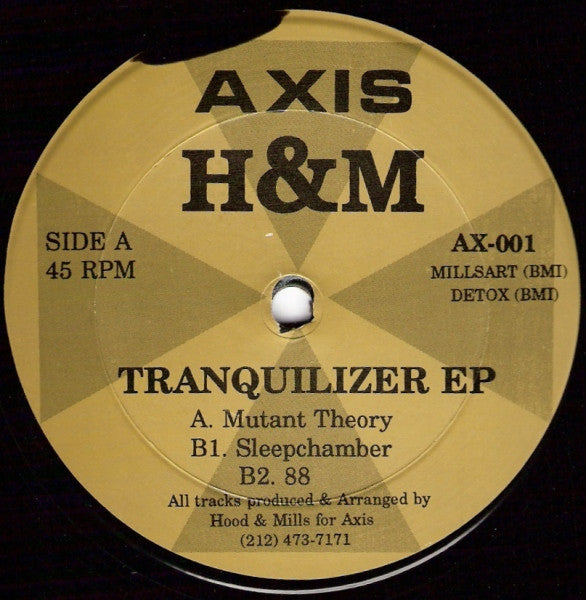 AXIS
H&M
SIDE A
45 RPM
AX-001
MILLSART (BMI)
DETOX (BMI)
TRANQUILIZER EP
A. Mutant Theory
B1. Sleepchamber
B2. 88
All tracks produced & Arranged by
Hood & Mills for Axis
(212) 473-7171